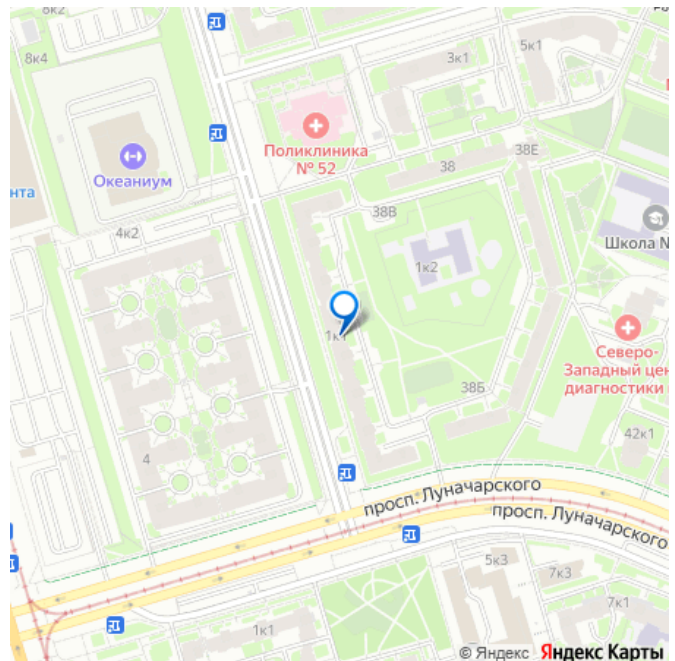 8к2
8к4
3к1
5к1
Поликлиника
№ 52
Океаниум
38
38Е
нта
38В
4к2
Школа N
1к2
1к1
Северо-
Западный цен
диагностики
38Б
42к1
4
просп. Луначарского
просп. Луначарского
5к3
7к3
7к1
1к1
© Яндекс Яндекс Карты